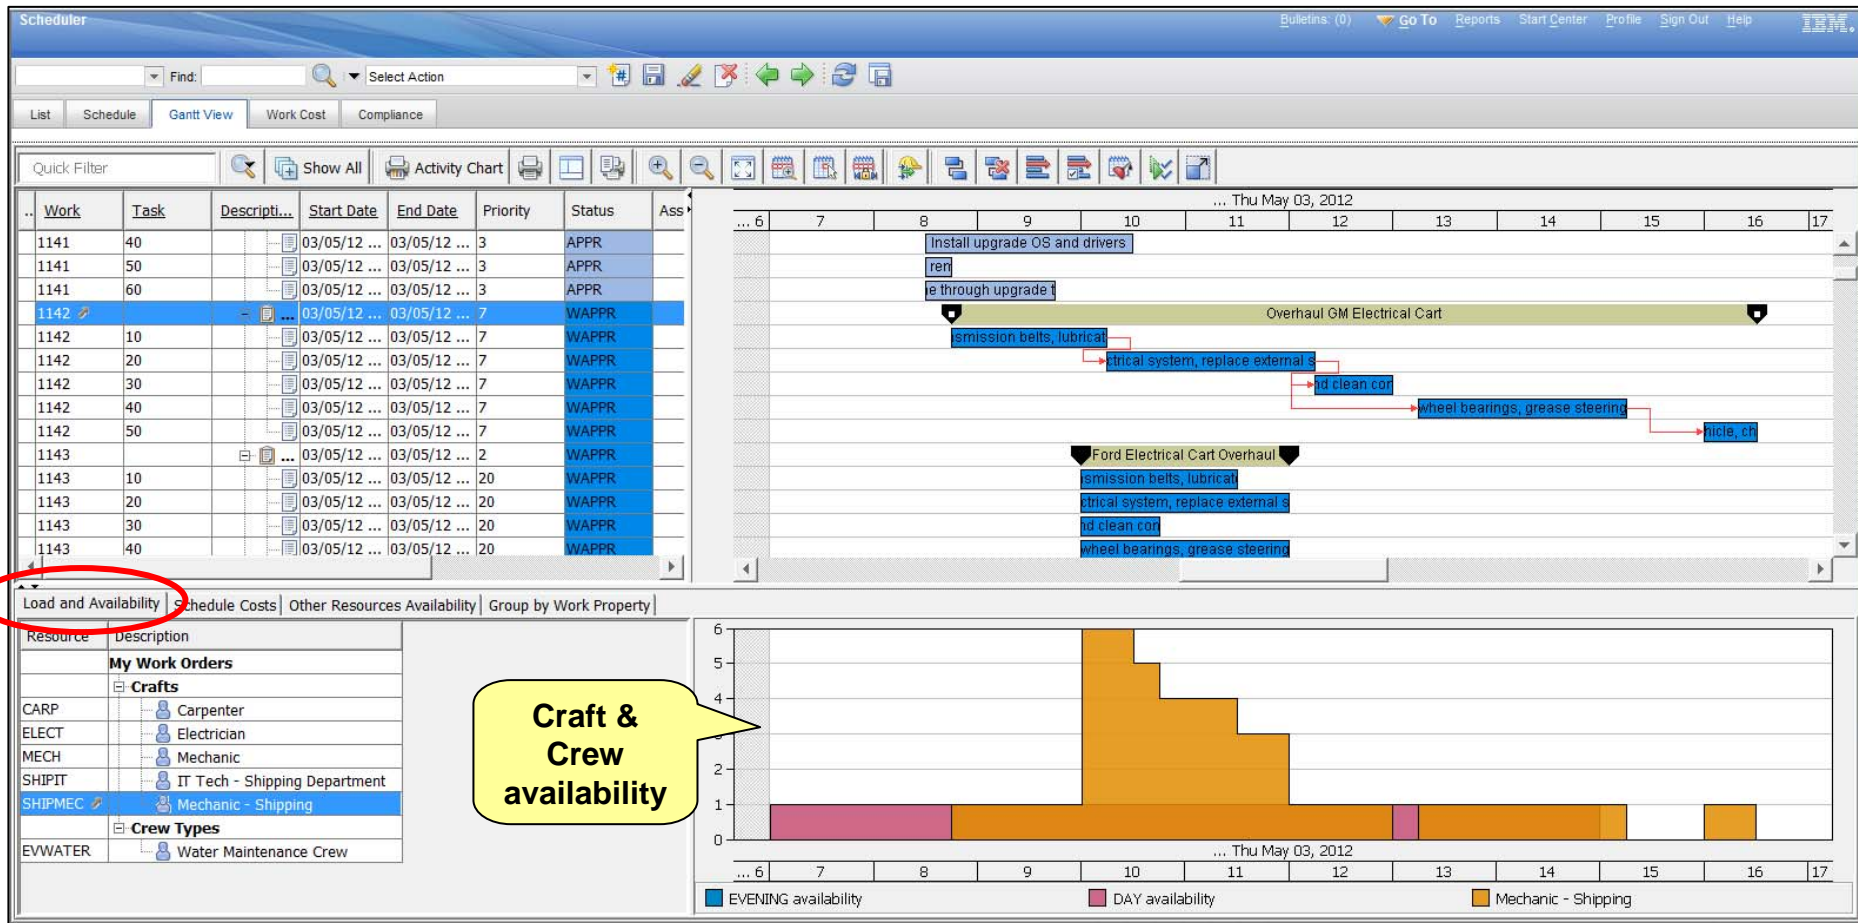 Scheduler
Bulletins: (0) Go To Reports Start Center Profile Sign Out Help IBM.
Find: Select Action
List Schedule Gantt View Work Cost Compliance
Quick Filter Show All Activity Chart
.. Work Task Descripti... Start Date End Date Priority Status Ass
... Thu May 03, 2012
... 6 7 8 9 10 11 12 13 14 15 16 17
1141 40 03/05/12 ... 03/05/12 ... 3 APPR Install upgrade OS and drivers
1141 50 03/05/12 ... 03/05/12 ... 3 APPR ren
1141 60 03/05/12 ... 03/05/12 ... 3 APPR e through upgrade t
1142 ... 03/05/12 ... 03/05/12 ... 7 WAPPR Overhaul GM Electrical Cart
1142 10 03/05/12 ... 03/05/12 ... 7 WAPPR smission belts, lubricat
1142 20 03/05/12 ... 03/05/12 ... 7 WAPPR ctrical system, replace external s
1142 30 03/05/12 ... 03/05/12 ... 7 WAPPR nd clean con
1142 40 03/05/12 ... 03/05/12 ... 7 WAPPR wheel bearings, grease steering
1142 50 03/05/12 ... 03/05/12 ... 7 WAPPR hicle, ch
1143 ... 03/05/12 ... 03/05/12 ... 2 WAPPR Ford Electrical Cart Overhaul
1143 10 03/05/12 ... 03/05/12 ... 20 WAPPR smission belts, lubricat
1143 20 03/05/12 ... 03/05/12 ... 20 WAPPR ctrical system, replace external s
1143 30 03/05/12 ... 03/05/12 ... 20 WAPPR nd clean con
1143 40 03/05/12 ... 03/05/12 ... 20 WAPPR wheel bearings, grease steering
Load and Availability Schedule Costs Other Resources Availability Group by Work Property
Resource Description
My Work Orders
Crafts
CARP Carpenter
ELECT Electrician
MECH Mechanic
SHIPIT IT Tech - Shipping Department
SHIPMEC Mechanic - Shipping
Crew Types
EVWATER Water Maintenance Crew
Craft &
Crew
availability
6
5
4
3
2
1
0
... Thu May 03, 2012
... 6 7 8 9 10 11 12 13 14 15 16 17
EVENING availability DAY availability Mechanic - Shipping